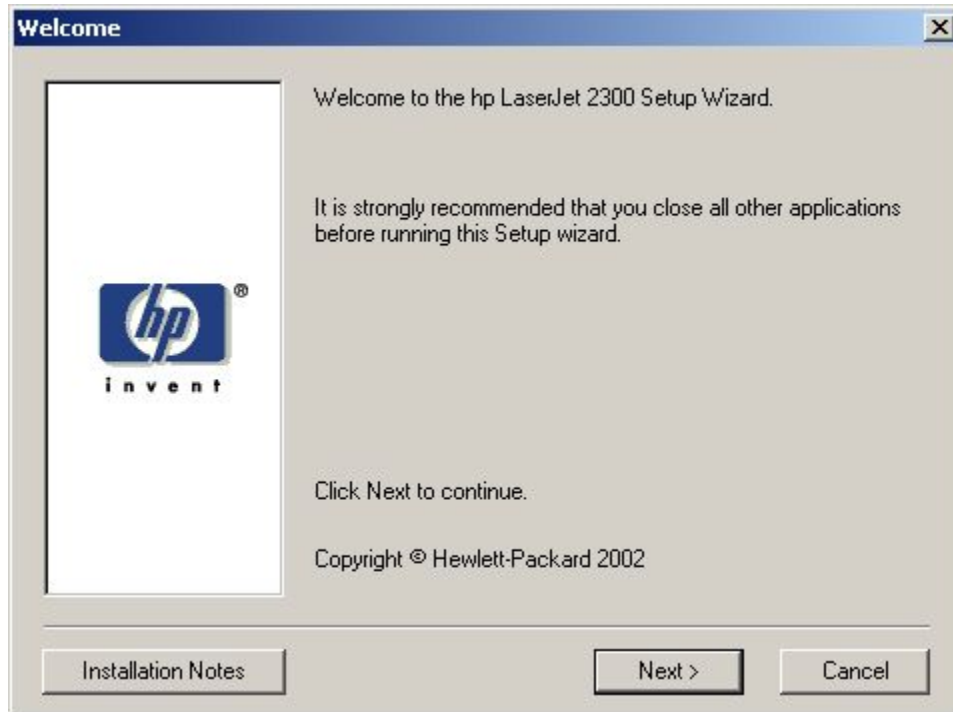 Welcome
Welcome to the hp LaserJet 2300 Setup Wizard.
It is strongly recommended that you close all other applications
before running this Setup wizard.
hp ®
invent
Click Next to continue.
Copyright © Hewlett-Packard 2002
Installation Notes
Next >
Cancel